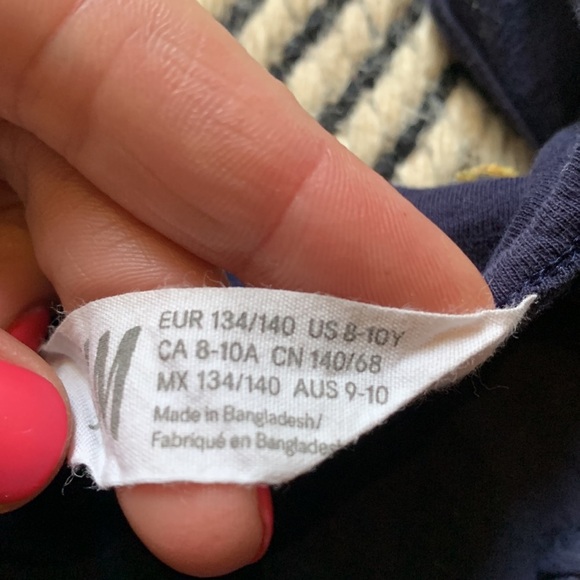 EUR 134/140 US 8-10Y
CA 8-10A CN 140/68
MX 134/140 AUS 9-10
Made in Bangladesh/
Fabriqué en Bangladesh